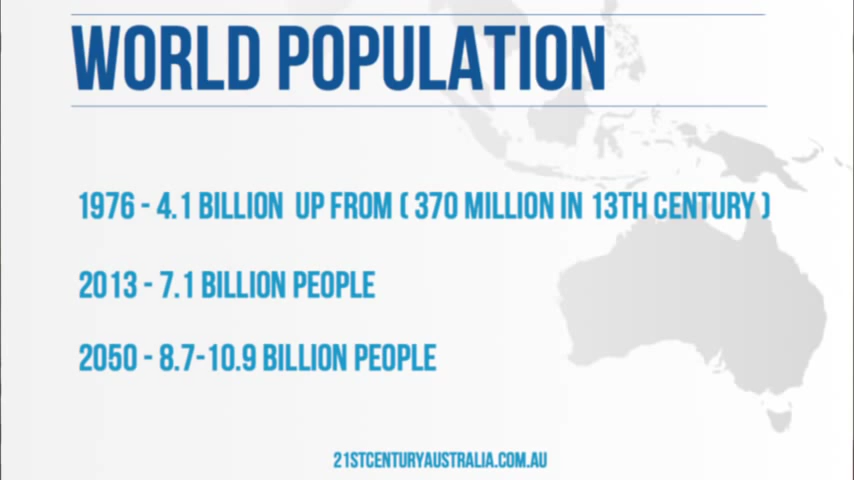 WORLD POPULATION
1976 - 4.1 BILLION UP FROM ( 370 MILLION IN 13TH CENTURY )
2013 - 7.1 BILLION PEOPLE
2050 - 8.7-10.9 BILLION PEOPLE
21STCENTURYAUSTRALIA.COM.AU